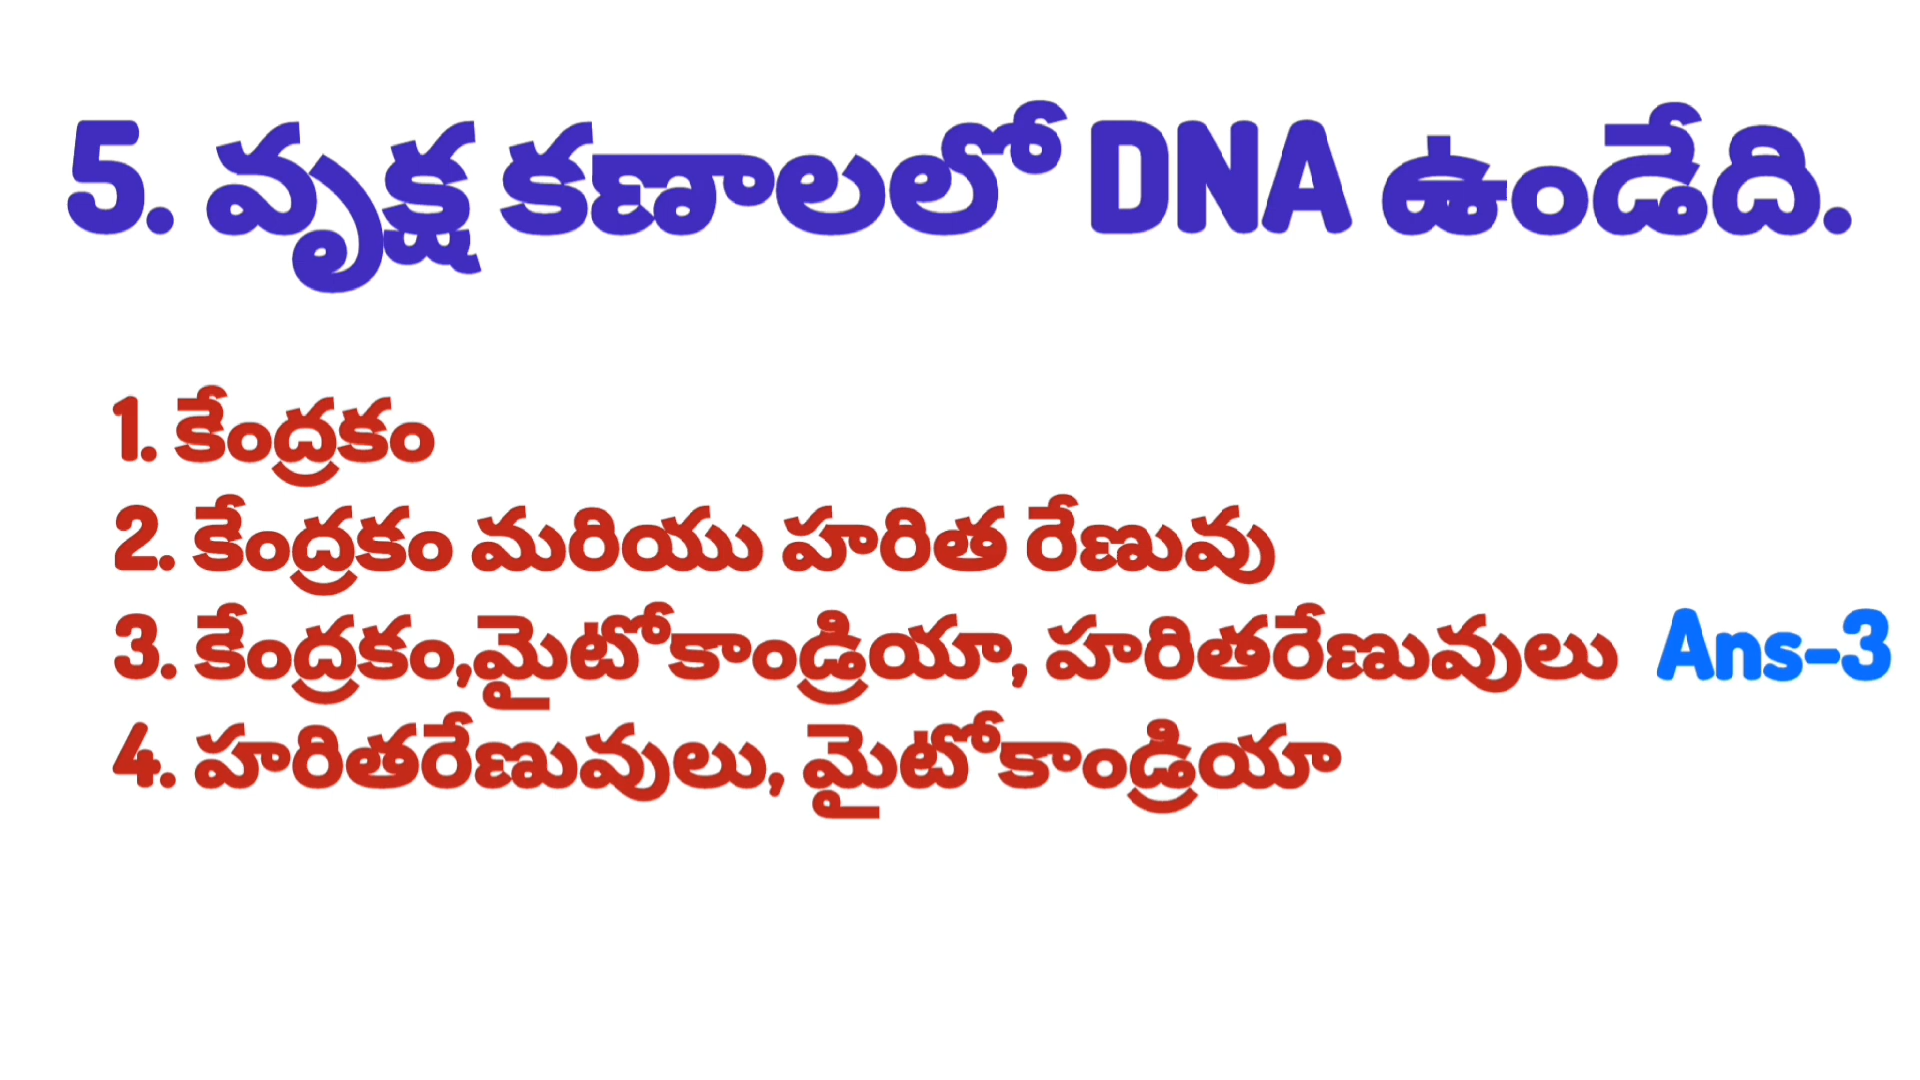 5. వృక్ష కణాలలో DNA ఉండేది.
1. కేంద్రకం
2. కేంద్రకం మరియు హరిత రేణువు
3. కేంద్రకం,మైటోకాండ్రియా, హరితరేణువులు Ans-3
4. హరితరేణువులు, మైటోకాండ్రియా